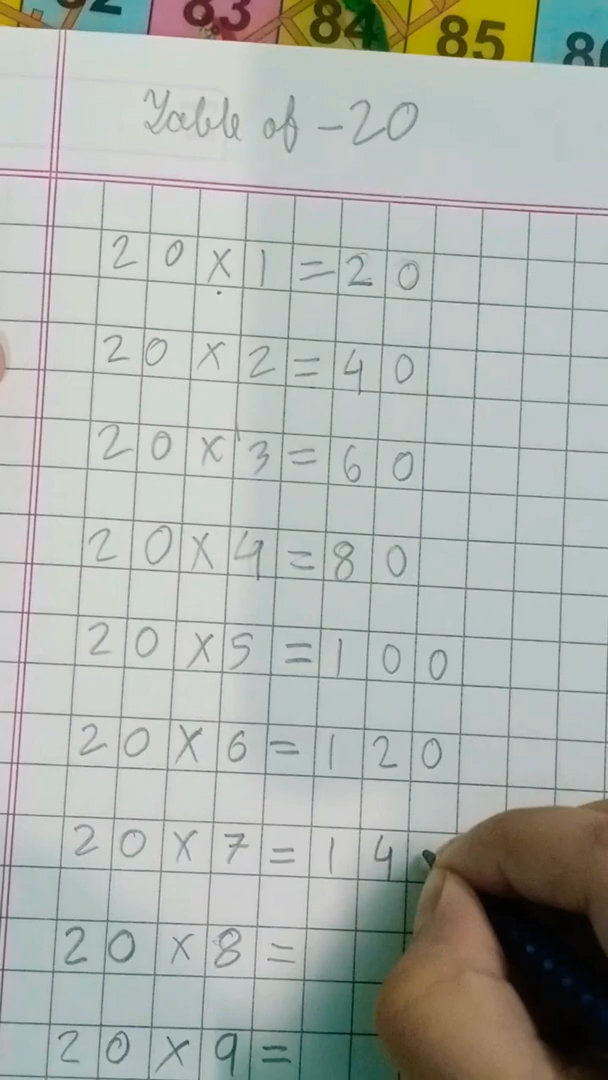 83 84 85
Table of - 20
20 x 1 = 20
20 x 2 = 40
20 x 3 = 60
20 x 4 = 80
20 x 5 = 100
20 x 6 = 120
20 x 7 = 14
20 x 8 =
20 x 9 =